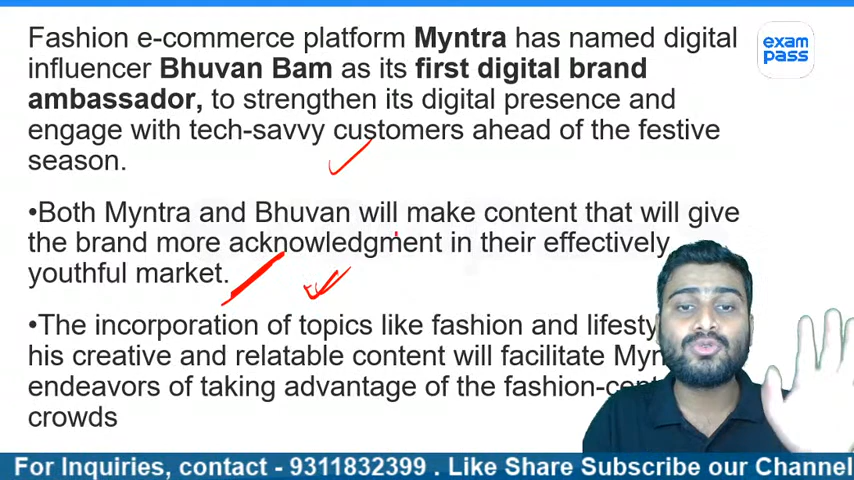 Fashion e-commerce platform Myntra has named digital
exam
pass
influencer Bhuvan Bam as its first digital brand
ambassador, to strengthen its digital presence and
engage with tech-savvy customers ahead of the festive
season.
•Both Myntra and Bhuvan will make content that will give
the brand more acknowledgment in their effectively
youthful market.
•The incorporation of topics like fashion and
his creative and relatable content will facilitate
endeavors of taking advantage of the
crowds
For Inquiries, contact - 9311832399 . Like Share Subscribe our Channel